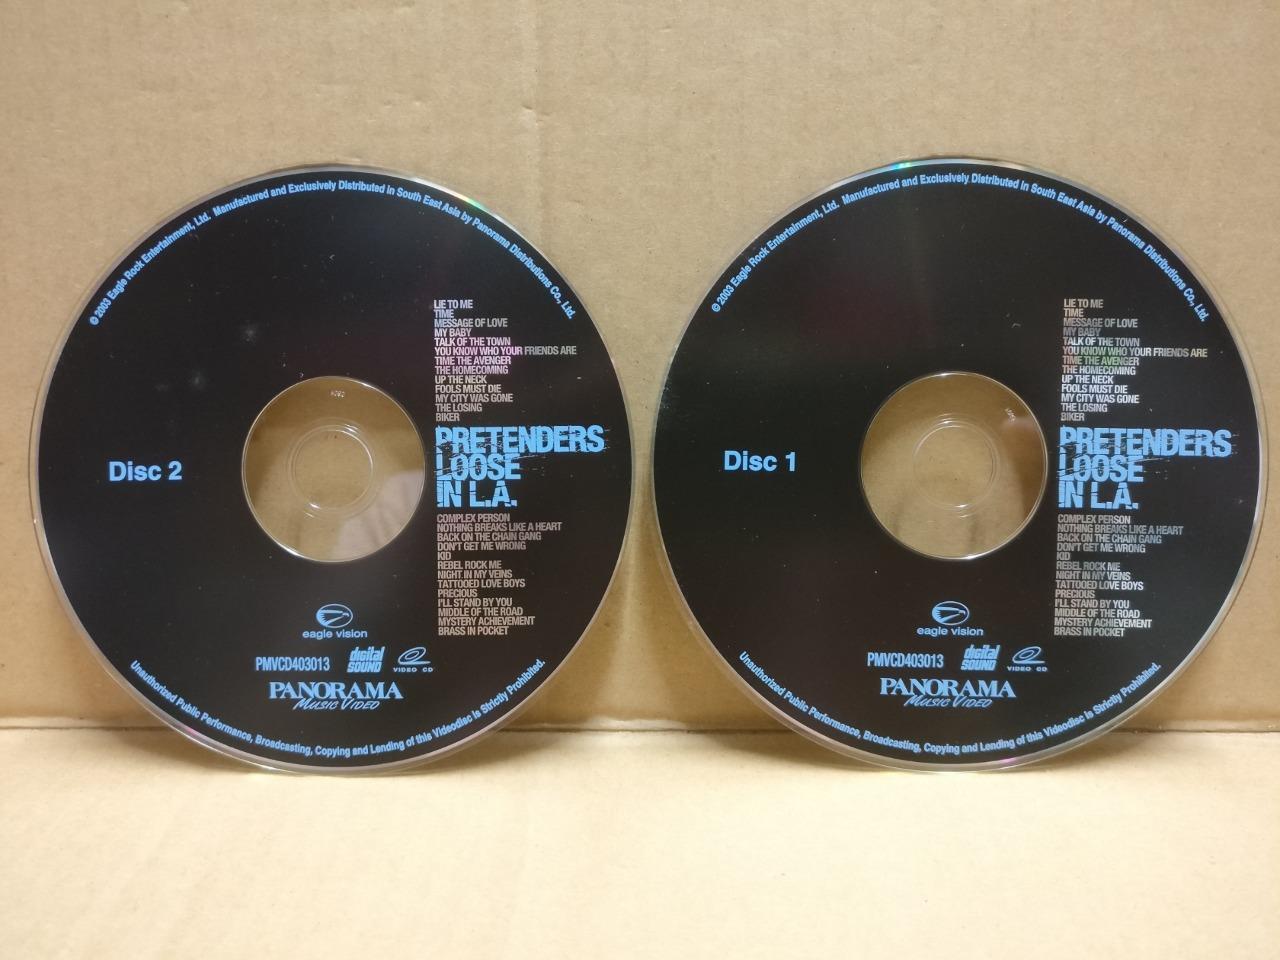 © 2003 Eagle Rock Entertainment, Ltd. Manufactured and Exclusively Distributed in South East Asia by Panorama Distributions Co., Ltd.
LIE TO ME
TIME
MESSAGE OF LOVE
MY BABY
TALK OF THE TOWN
YOU KNOW WHO YOUR FRIENDS ARE
TIME THE AVENGER
THE HOMECOMING
UP THE NECK
FOOLS MUST DIE
MY CITY WAS GONE
THE LOSING
BIKER
PRETENDERS
LOOSE
IN L.A.
Disc 2
COMPLEX PERSON
NOTHING BREAKS LIKE A HEART
BACK ON THE CHAIN GANG
DON'T GET ME WRONG
KID
REBEL ROCK ME
NIGHT IN MY VEINS
TATTOOED LOVE BOYS
PRECIOUS
I'LL STAND BY YOU
MIDDLE OF THE ROAD
MYSTERY ACHIEVEMENT
BRASS IN POCKET
eagle vision
PMVCD403013
digital
SOUND
VIDEO CD
PANORAMA
MUSIC VIDEO
Unauthorized Public Performance, Broadcasting, Copying and Lending of this Videodisc is Strictly Prohibited.
© 2003 Eagle Rock Entertainment, Ltd. Manufactured and Exclusively Distributed in South East Asia by Panorama Distributions Co., Ltd.
LIE TO ME
TIME
MESSAGE OF LOVE
MY BABY
TALK OF THE TOWN
YOU KNOW WHO YOUR FRIENDS ARE
TIME THE AVENGER
THE HOMECOMING
UP THE NECK
FOOLS MUST DIE
MY CITY WAS GONE
THE LOSING
BIKER
PRETENDERS
LOOSE
IN L.A.
Disc 1
COMPLEX PERSON
NOTHING BREAKS LIKE A HEART
BACK ON THE CHAIN GANG
DON'T GET ME WRONG
KID
REBEL ROCK ME
NIGHT IN MY VEINS
TATTOOED LOVE BOYS
PRECIOUS
I'LL STAND BY YOU
MIDDLE OF THE ROAD
MYSTERY ACHIEVEMENT
BRASS IN POCKET
eagle vision
PMVCD403013
digital
SOUND
VIDEO CD
PANORAMA
MUSIC VIDEO
Unauthorized Public Performance, Broadcasting, Copying and Lending of this Videodisc is Strictly Prohibited.